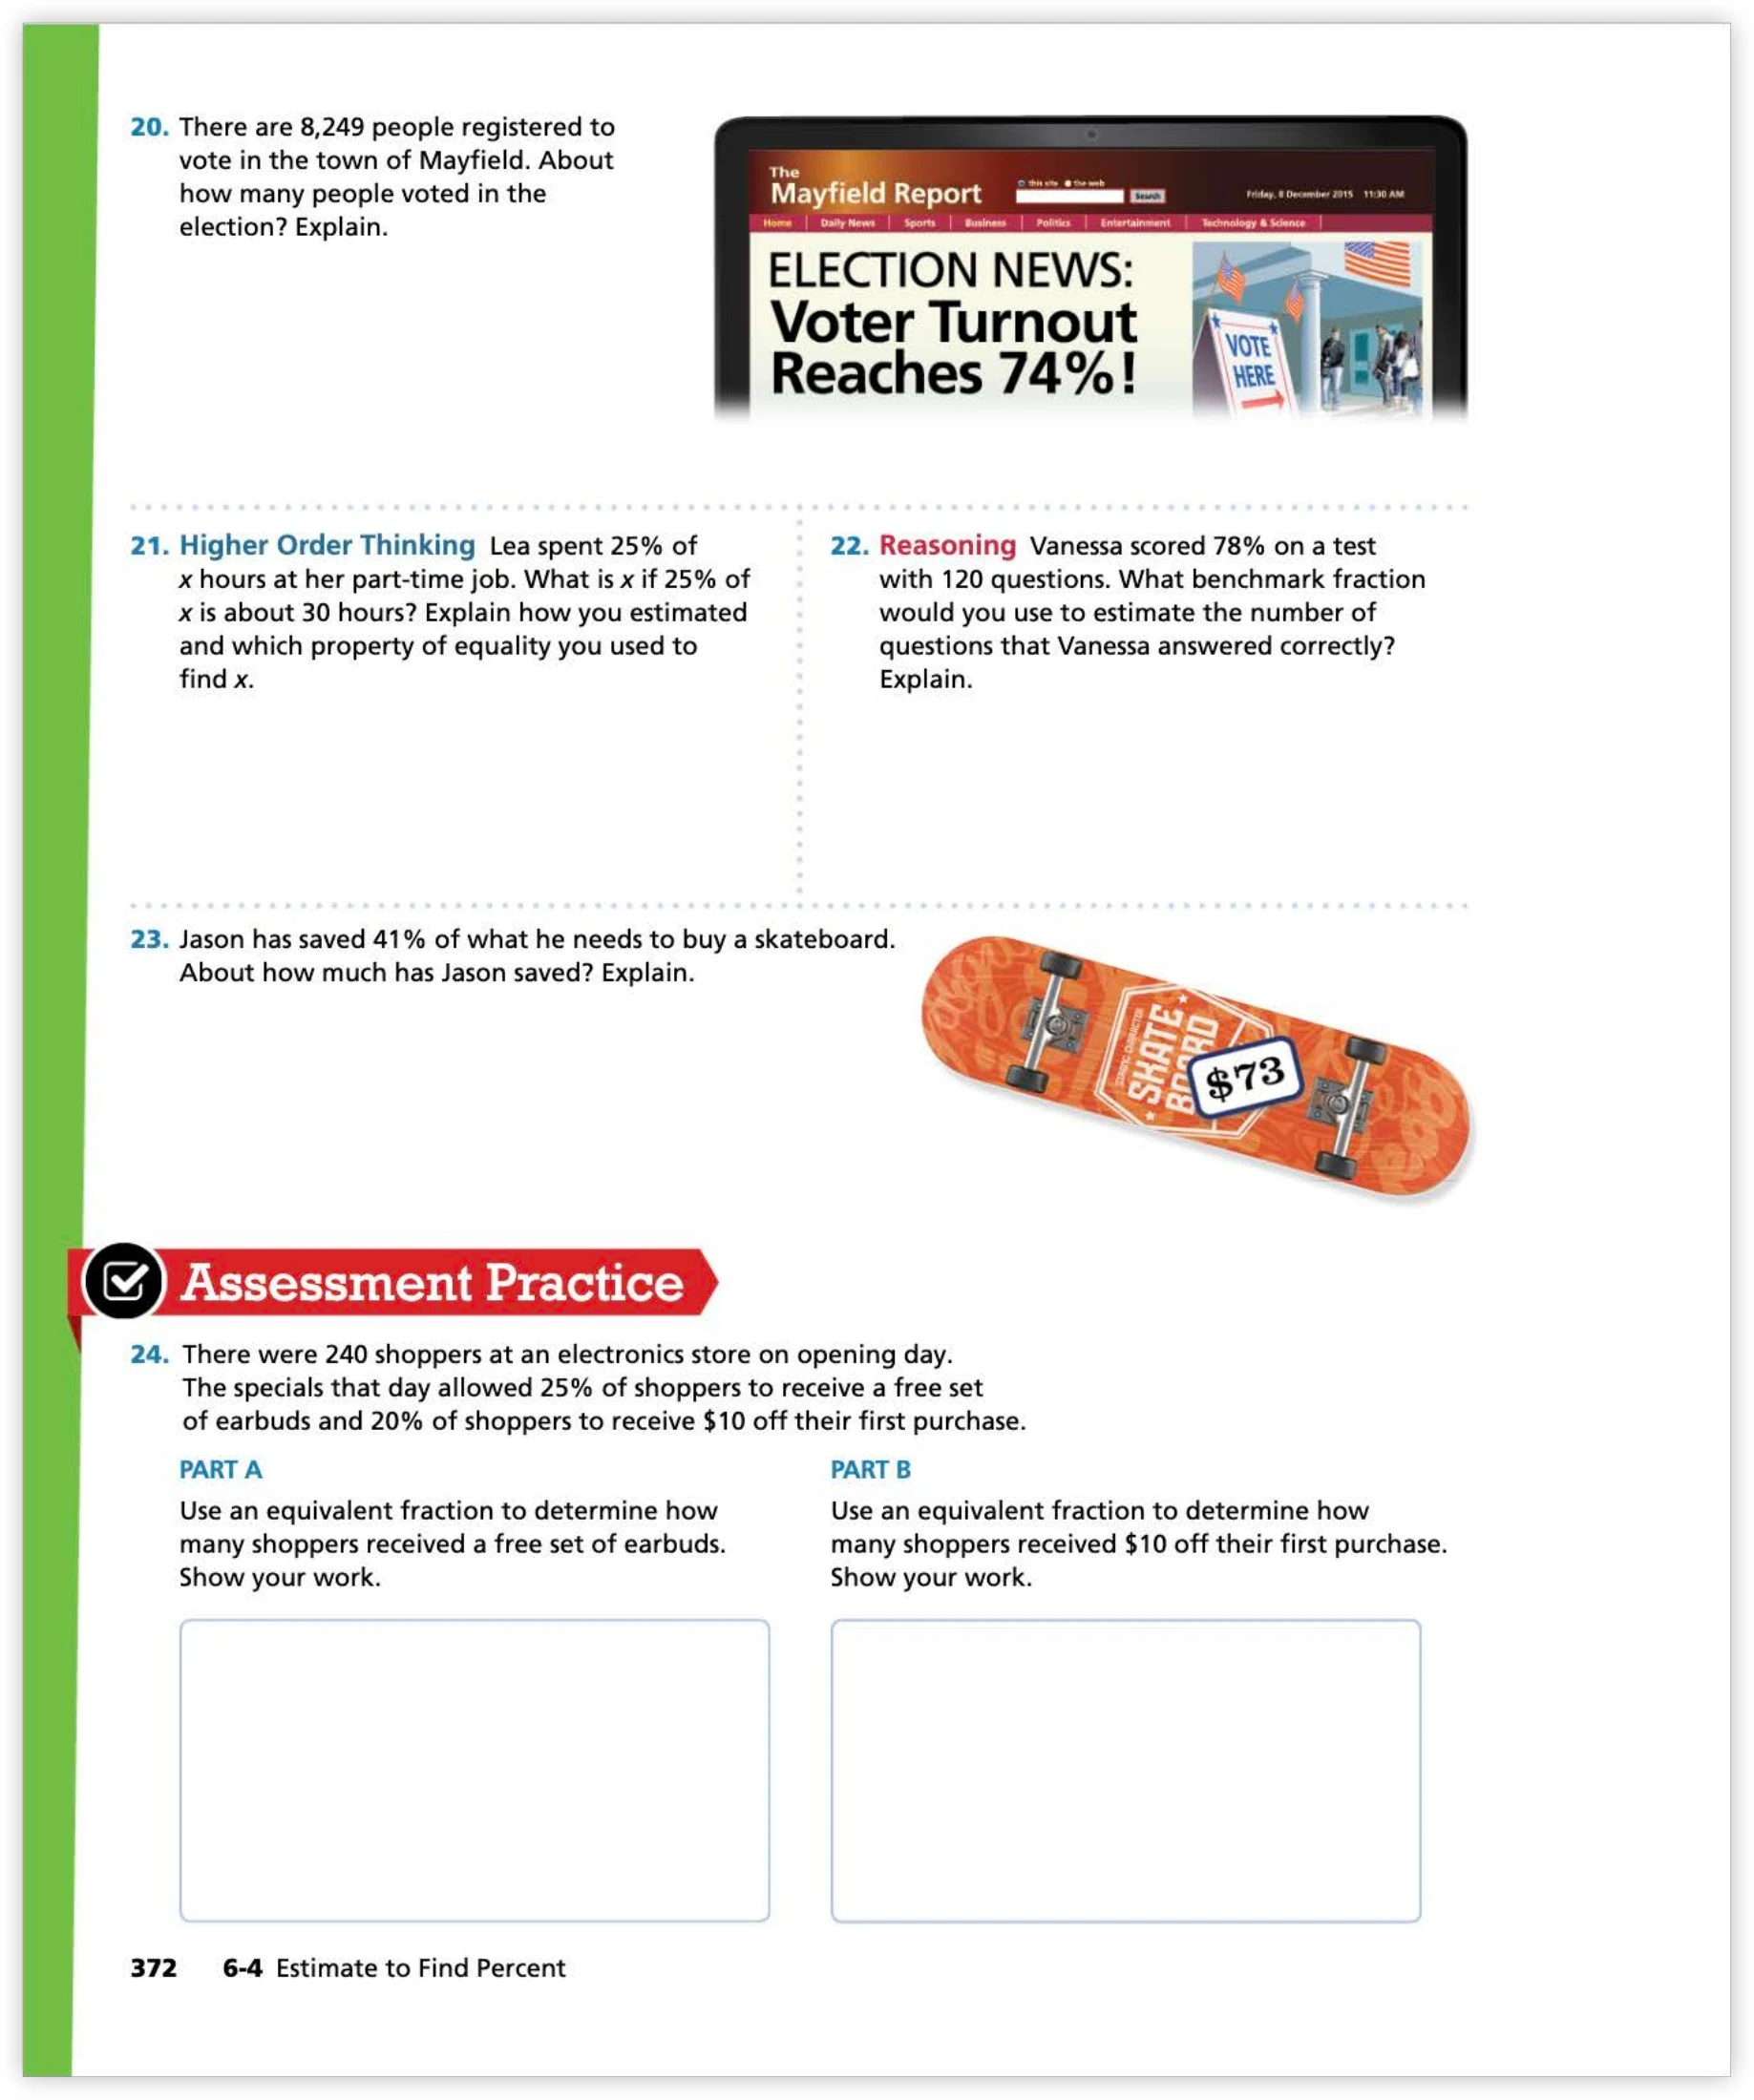 20. There are 8,249 people registered to
vote in the town of Mayfield. About
how many people voted in the
election? Explain.
The
Mayfield Report
this site the web
Search
Friday, 8 December 2015 11:30 AM
Home Daily News Sports Business Politics Entertainment Technology & Science
ELECTION NEWS:
Voter Turnout
Reaches 74%!
VOTE
HERE
21. Higher Order Thinking Lea spent 25% of
x hours at her part-time job. What is x if 25% of
x is about 30 hours? Explain how you estimated
and which property of equality you used to
find x.
22. Reasoning Vanessa scored 78% on a test
with 120 questions. What benchmark fraction
would you use to estimate the number of
questions that Vanessa answered correctly?
Explain.
23. Jason has saved 41% of what he needs to buy a skateboard.
About how much has Jason saved? Explain.
SKATE
BOARD
$73
Assessment Practice
24. There were 240 shoppers at an electronics store on opening day.
The specials that day allowed 25% of shoppers to receive a free set
of earbuds and 20% of shoppers to receive $10 off their first purchase.
PART A
Use an equivalent fraction to determine how
many shoppers received a free set of earbuds.
Show your work.
PART B
Use an equivalent fraction to determine how
many shoppers received $10 off their first purchase.
Show your work.
372 6-4 Estimate to Find Percent